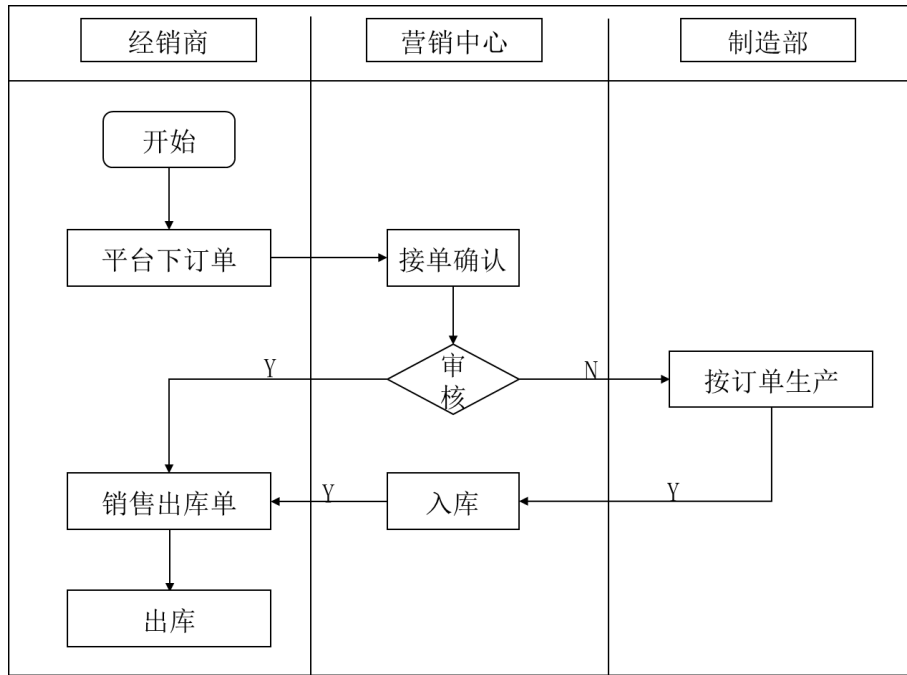 经销商
营销中心
制造部
开始
平台下订单
接单确认
审
核
Y
N
按订单生产
销售出库单
Y
入库
Y
出库